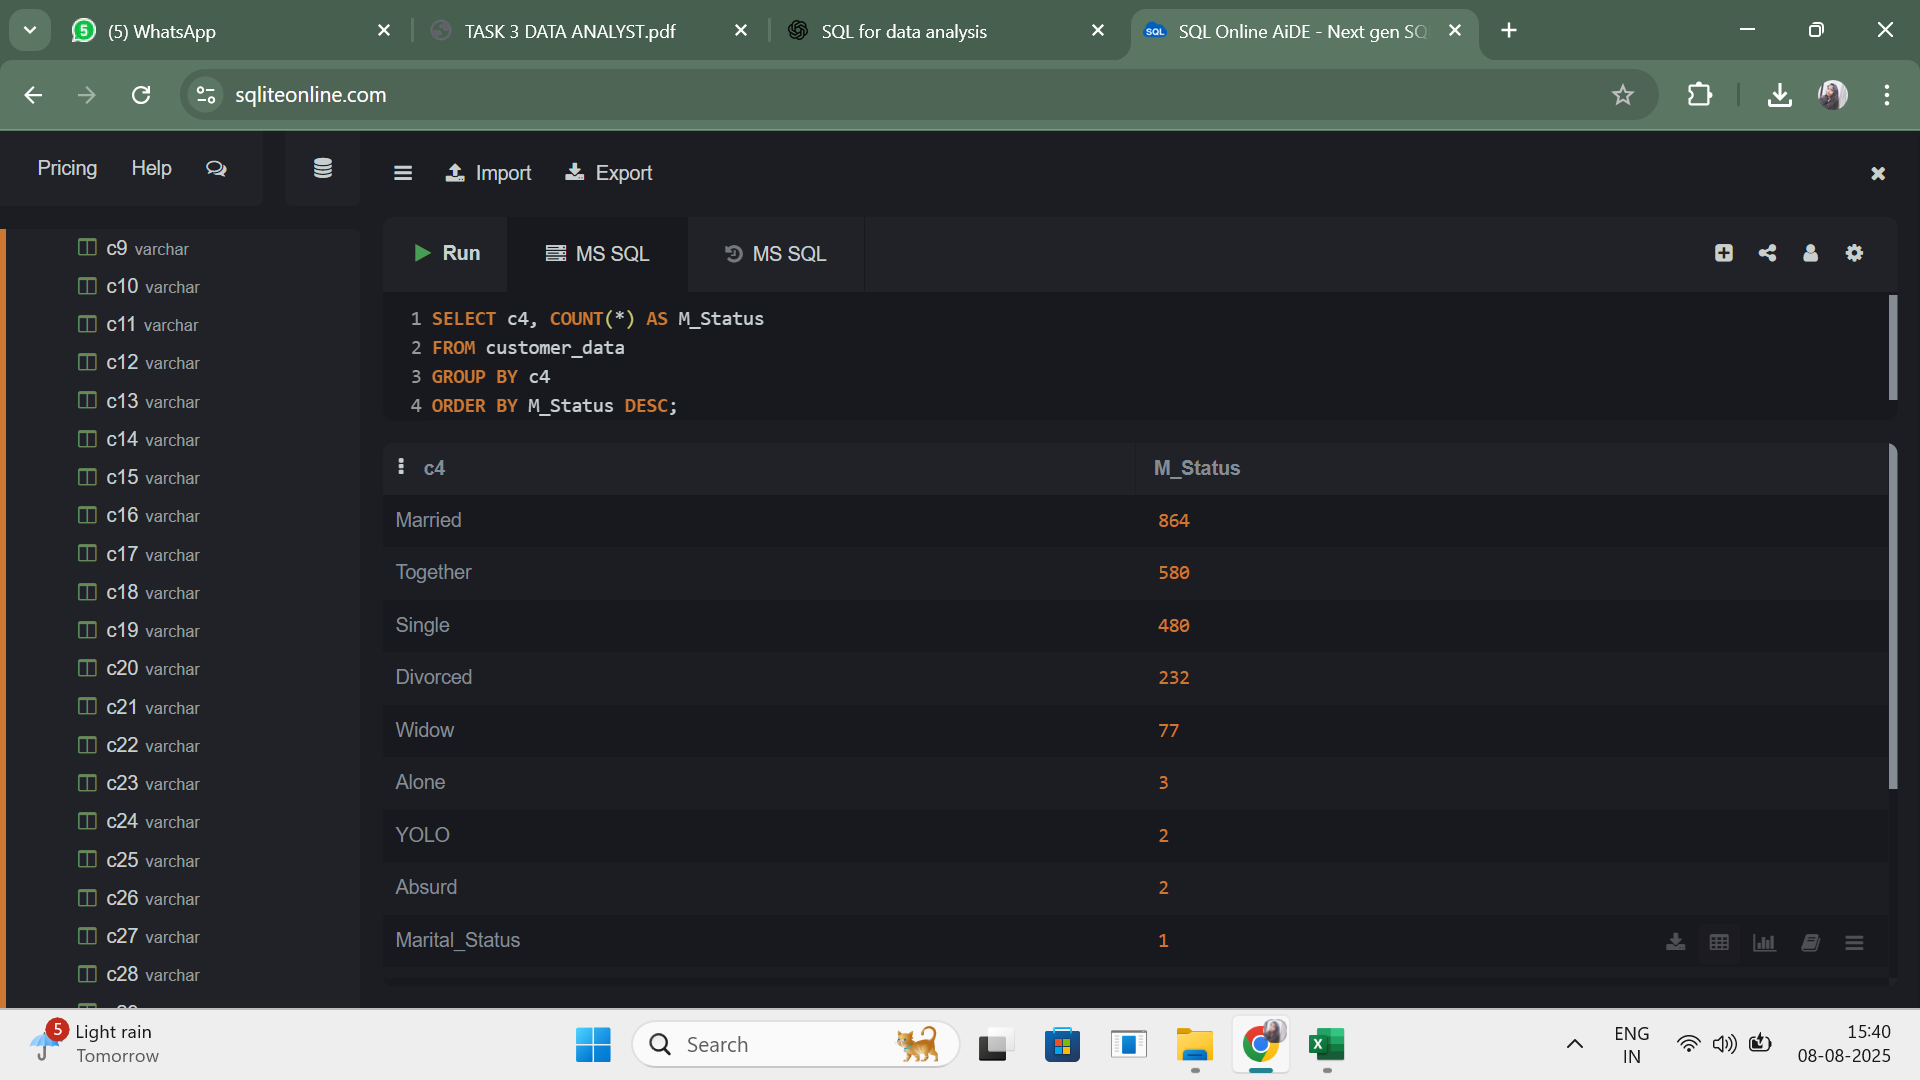 (5) WhatsApp
TASK 3 DATA ANALYST.pdf
SQL for data analysis
SQL Online AiDE - Next gen SQ
sqliteonline.com
Pricing
Help
Import
Export
Run
MS SQL
MS SQL
c9 varchar
c10 varchar
c11 varchar
c12 varchar
c13 varchar
c14 varchar
c15 varchar
c16 varchar
c17 varchar
c18 varchar
c19 varchar
c20 varchar
c21 varchar
c22 varchar
c23 varchar
c24 varchar
c25 varchar
c26 varchar
c27 varchar
c28 varchar
1 SELECT c4, COUNT(*) AS M_Status
2 FROM customer_data
3 GROUP BY c4
4 ORDER BY M_Status DESC;
c4 M_Status
Married 864
Together 580
Single 480
Divorced 232
Widow 77
Alone 3
YOLO 2
Absurd 2
Marital_Status 1
5
Light rain
Tomorrow
Search
ENG
IN
15:40
08-08-2025